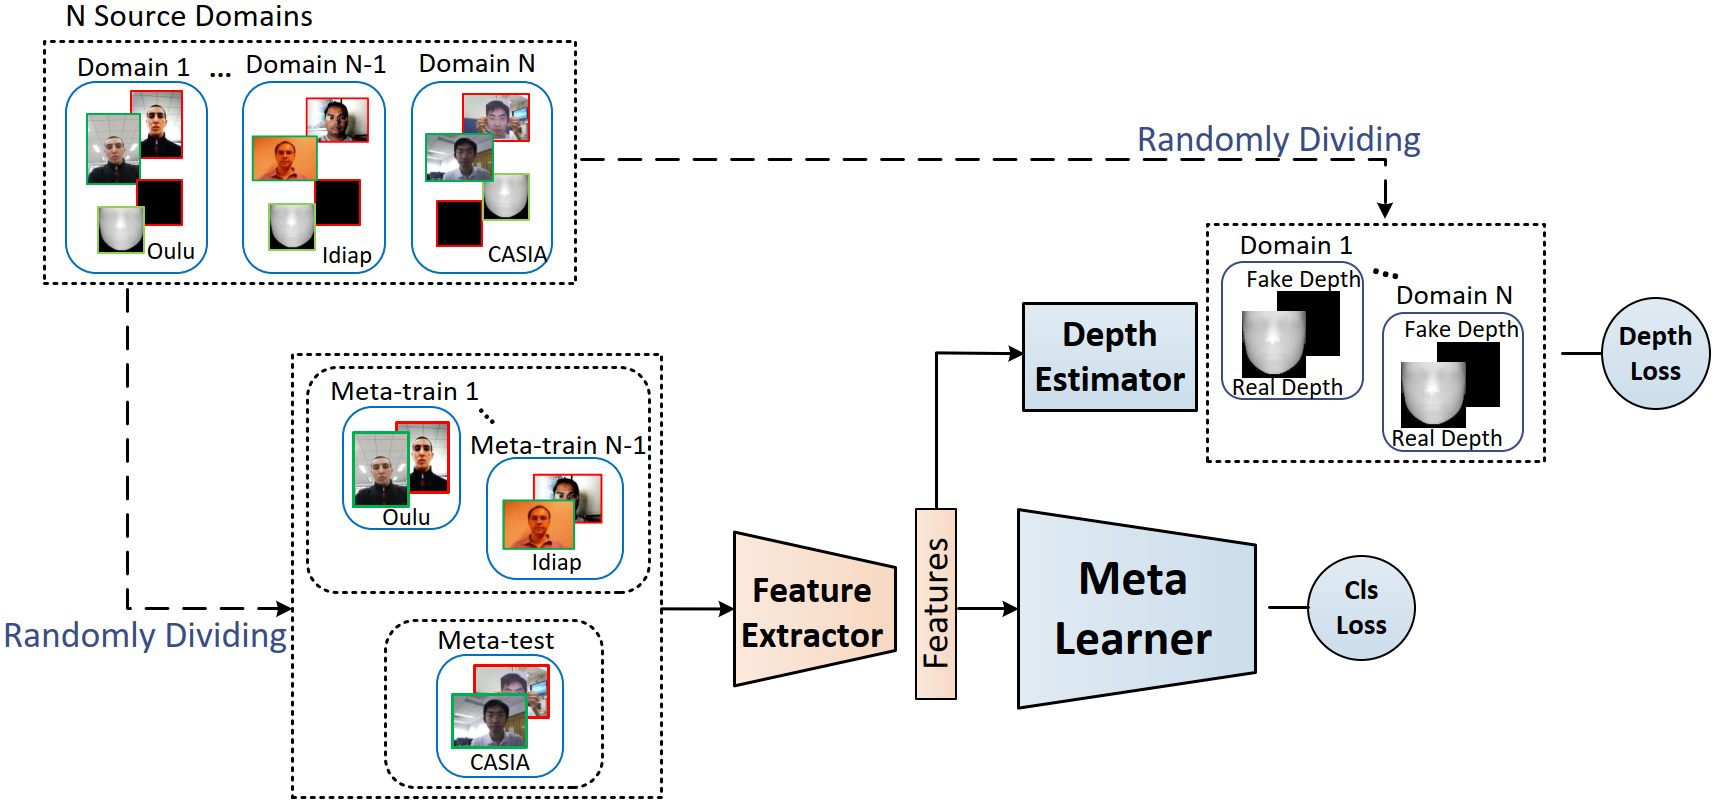 N Source Domains
Domain 1 ... Domain N-1 Domain N
Oulu
Idiap
CASIA
Randomly Dividing
Randomly Dividing
Meta-train 1
Oulu
Meta-train N-1
Idiap
Meta-test
CASIA
Feature
Extractor
Features
Depth
Estimator
Domain 1
Fake Depth
Real Depth
Domain N
Fake Depth
Real Depth
Depth
Loss
Meta
Learner
Cls
Loss